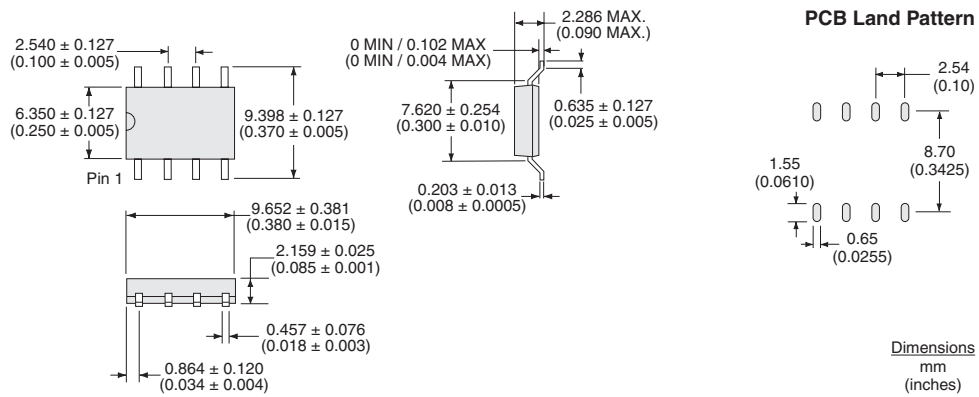 2.540 ± 0.127
(0.100 ± 0.005)
6.350 ± 0.127
(0.250 ± 0.005)
9.398 ± 0.127
(0.370 ± 0.005)
Pin 1
9.652 ± 0.381
(0.380 ± 0.015)
2.159 ± 0.025
(0.085 ± 0.001)
0.457 ± 0.076
(0.018 ± 0.003)
0.864 ± 0.120
(0.034 ± 0.004)
2.286 MAX.
(0.090 MAX.)
0 MIN / 0.102 MAX
(0 MIN / 0.004 MAX)
7.620 ± 0.254
(0.300 ± 0.010)
0.635 ± 0.127
(0.025 ± 0.005)
0.203 ± 0.013
(0.008 ± 0.0005)
PCB Land Pattern
2.54
(0.10)
8.70
(0.3425)
1.55
(0.0610)
0.65
(0.0255)
Dimensions
mm
(inches)